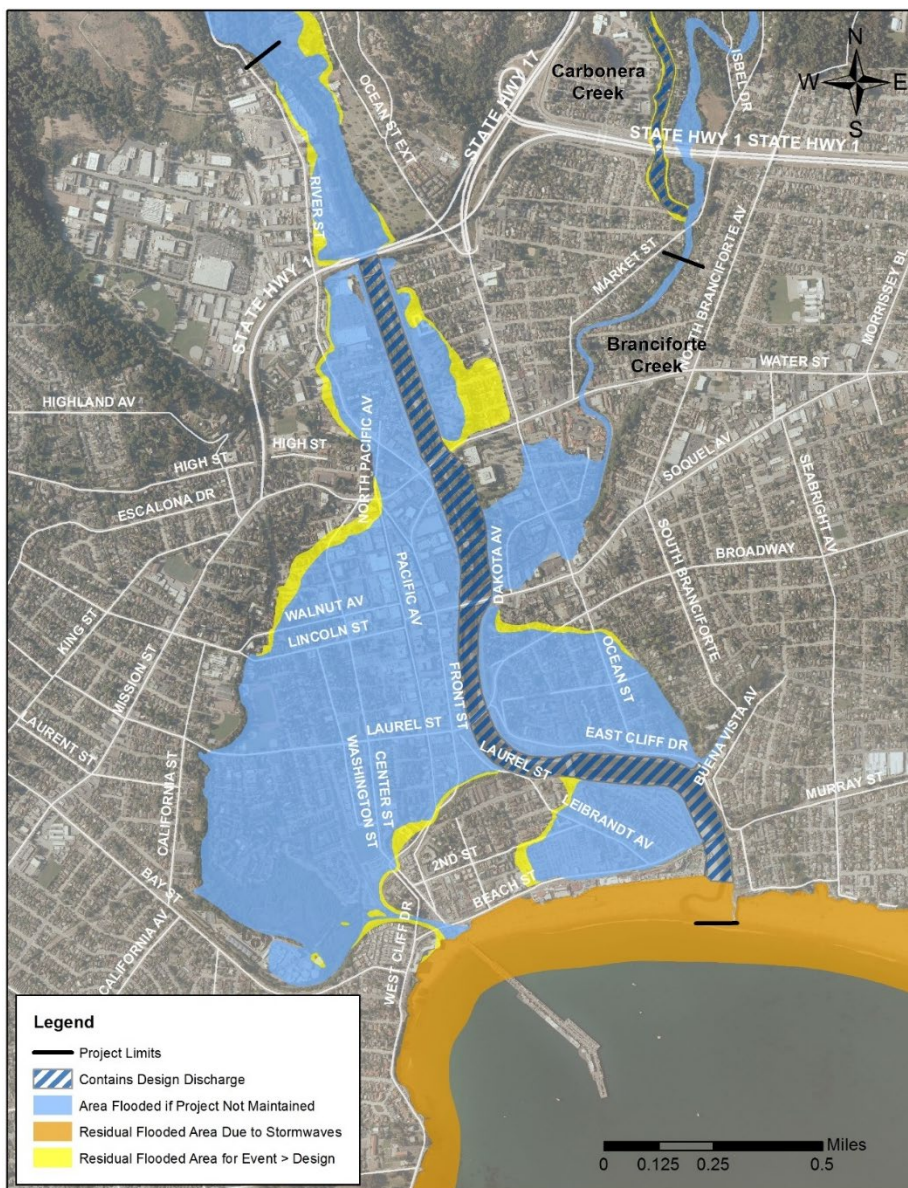 Carbonera
Creek
N
W
E
S
ISBEL DR
OCEAN ST EXT
STATE HWY 17
STATE HWY 1 STATE HWY 1
RIVER ST
STATE HWY 1
MARKET ST
NORTH BRANCIFORTE AV
MORRISSEY BL
Branciforte
Creek
WATER ST
HIGHLAND AV
HIGH ST
HIGH ST
NORTH PACIFIC AV
SOQUEL AV
SEABRIGHT AV
ESCALONA DR
BROADWAY
DAKOTA AV
SOUTH BRANCIFORTE
PACIFIC AV
WALNUT AV
LINCOLN ST
KING ST
MISSION ST
OCEAN ST
FRONT ST
LAUREL ST
EAST CLIFF DR
BUENA VISTA AV
LAURENT ST
CALIFORNIA ST
WASHINGTON ST
CENTER ST
LAUREL ST
MURRAY ST
LEIBRANDT AV
2ND ST
BEACH ST
BAY ST
CALIFORNIA AV
WEST CLIFF DR
Legend
Project Limits
Contains Design Discharge
Area Flooded if Project Not Maintained
Residual Flooded Area Due to Stormwaves
Residual Flooded Area for Event > Design
Miles
0 0.125 0.25 0.5